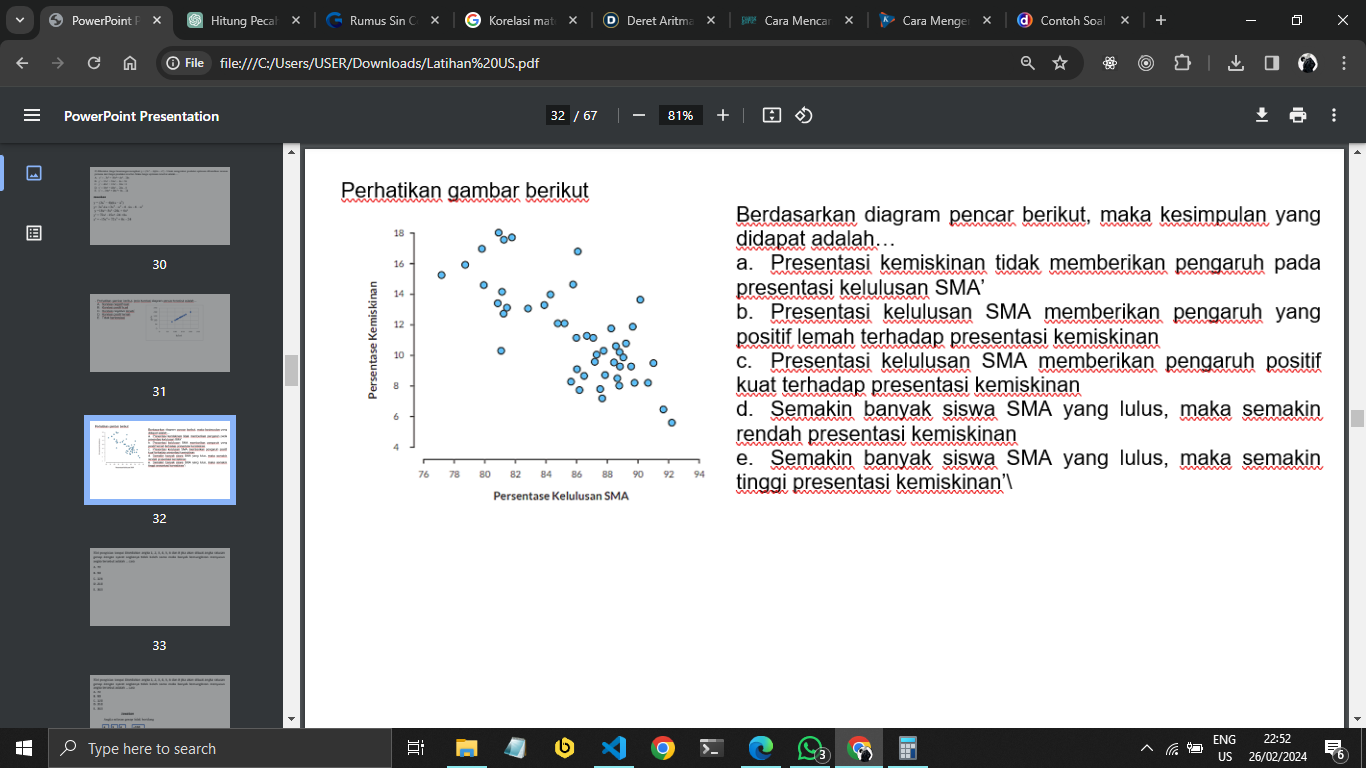 PowerPoint P
Hitung Pecah
Rumus Sin C
Korelasi mat
Deret Aritma
Cara Mencar
Cara Menge
Contoh Soal
File
file:///C:/Users/USER/Downloads/Latihan%20US.pdf
PowerPoint Presentation
32 / 67
81%
30
31
32
33
Perhatikan gambar berikut
Persentase Kemiskinan
18
16
14
12
10
8
6
4
76 78 80 82 84 86 88 90 92 94
Persentase Kelulusan SMA
Berdasarkan diagram pencar berikut, maka kesimpulan yang
didapat adalah…
a. Presentasi kemiskinan tidak memberikan pengaruh pada
presentasi kelulusan SMA’
b. Presentasi kelulusan SMA memberikan pengaruh yang
positif lemah terhadap presentasi kemiskinan
c. Presentasi kelulusan SMA memberikan pengaruh positif
kuat terhadap presentasi kemiskinan
d. Semakin banyak siswa SMA yang lulus, maka semakin
rendah presentasi kemiskinan
e. Semakin banyak siswa SMA yang lulus, maka semakin
tinggi presentasi kemiskinan’\
Type here to search
3
ENG
US
22:52
26/02/2024
6